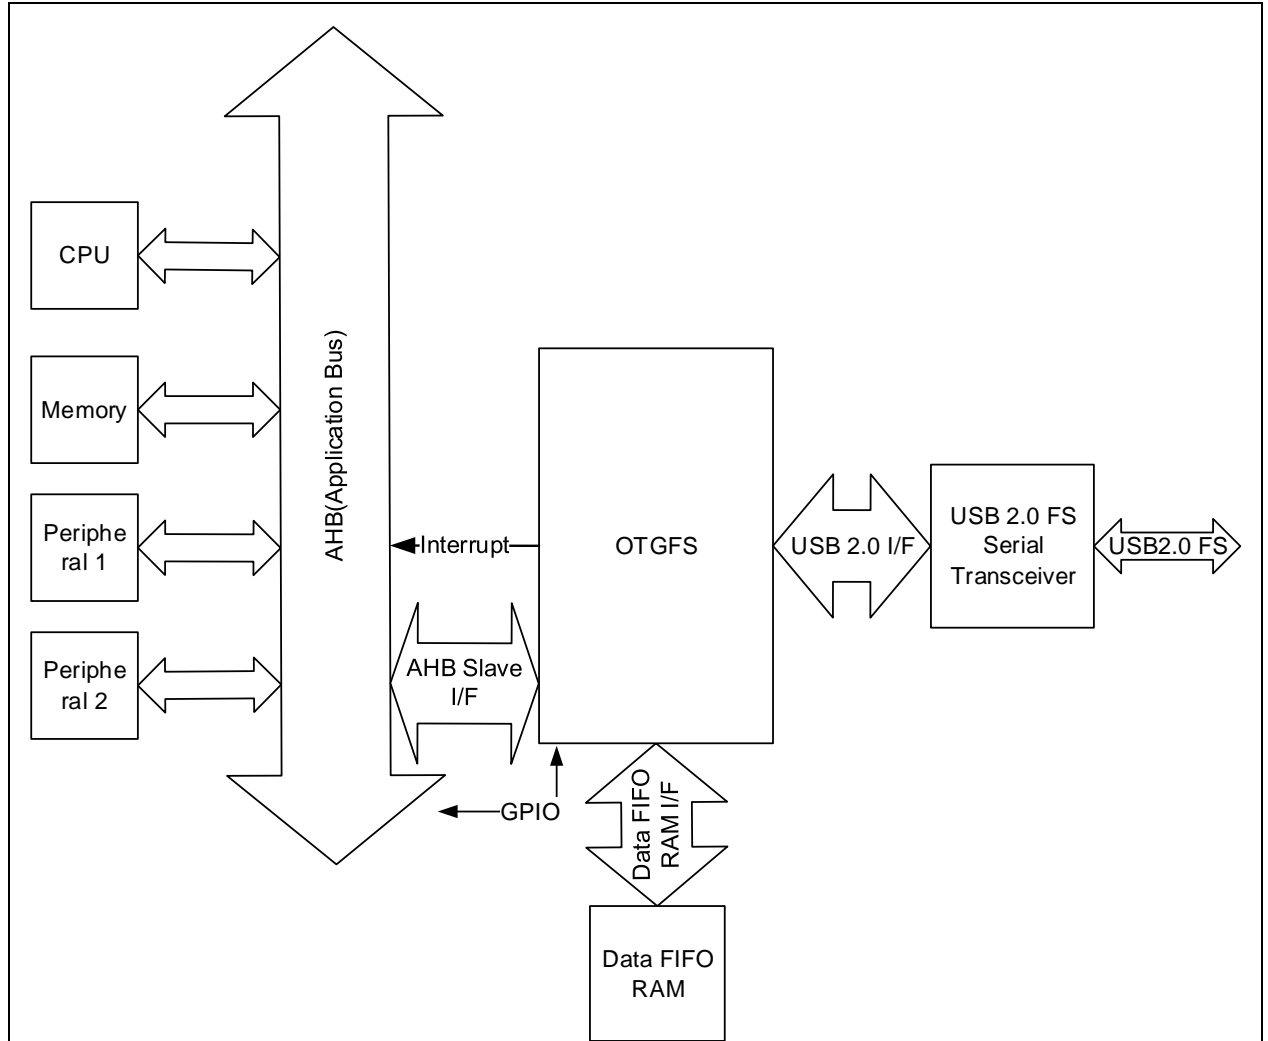 CPU
Memory
Periphe
ral 1
Periphe
ral 2
AHB(Application Bus)
Interrupt
AHB Slave
I/F
GPIO
OTGFS
USB 2.0 I/F
USB 2.0 FS
Serial
Transceiver
USB2.0 FS
Data FIFO
RAM I/F
Data FIFO
RAM